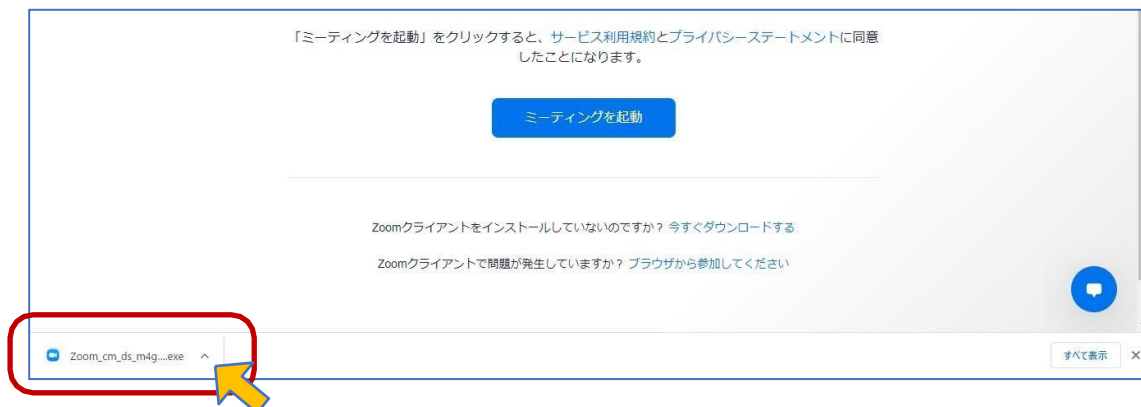 「ミーティングを起動」をクリックすると、サービス利用規約とプライバシーステートメントに同意
したことになります。
ミーティングを起動
Zoomクライアントをインストールしていないのですか？ 今すぐダウンロードする
Zoomクライアントで問題が発生していますか？ ブラウザから参加してください
Zoom_cm_ds_m4g....exe
すべて表示